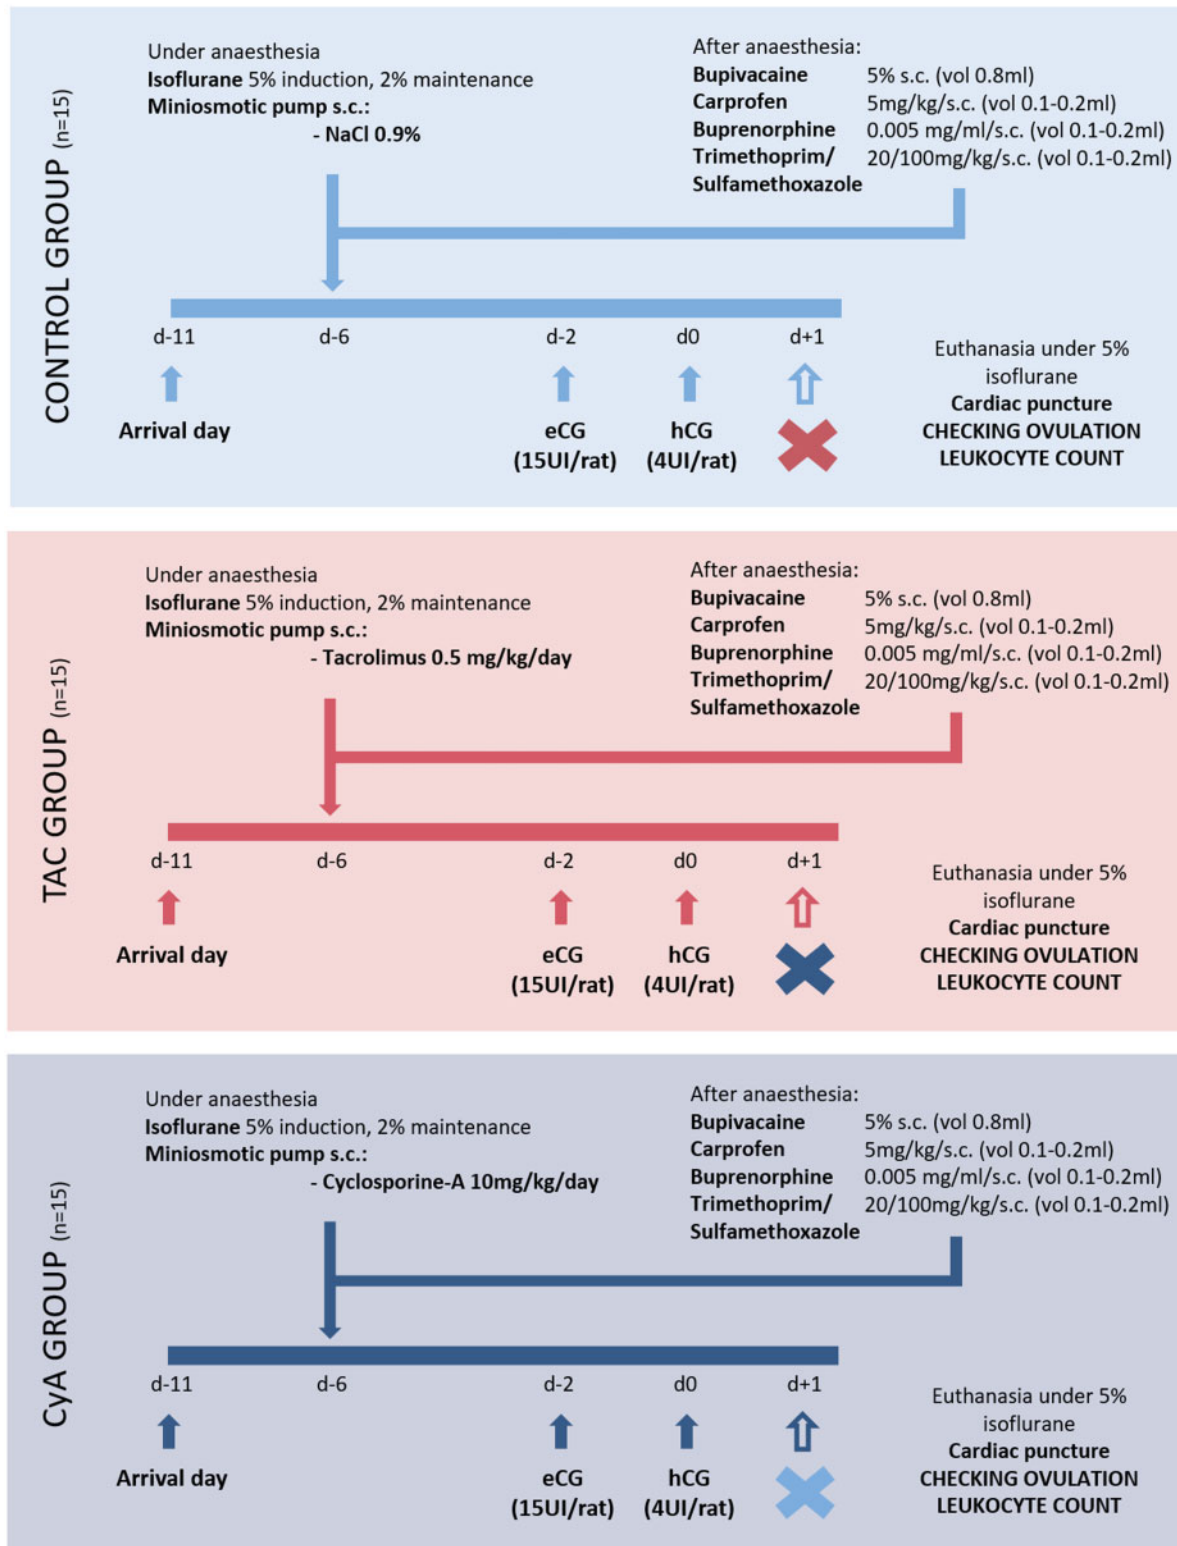 CONTROL GROUP (n=15)
Under anaesthesia
Isoflurane 5% induction, 2% maintenance
Miniosmotic pump s.c.:
- NaCl 0.9%
After anaesthesia:
Bupivacaine 5% s.c. (vol 0.8ml)
Carprofen 5mg/kg/s.c. (vol 0.1-0.2ml)
Buprenorphine 0.005 mg/ml/s.c. (vol 0.1-0.2ml)
Trimethoprim/ 20/100mg/kg/s.c. (vol 0.1-0.2ml)
Sulfamethoxazole
d-11 d-6 d-2 d0 d+1
Arrival day
eCG
(15UI/rat)
hCG
(4UI/rat)
Euthanasia under 5%
isoflurane
Cardiac puncture
CHECKING OVULATION
LEUKOCYTE COUNT
TAC GROUP (n=15)
Under anaesthesia
Isoflurane 5% induction, 2% maintenance
Miniosmotic pump s.c.:
- Tacrolimus 0.5 mg/kg/day
After anaesthesia:
Bupivacaine 5% s.c. (vol 0.8ml)
Carprofen 5mg/kg/s.c. (vol 0.1-0.2ml)
Buprenorphine 0.005 mg/ml/s.c. (vol 0.1-0.2ml)
Trimethoprim/ 20/100mg/kg/s.c. (vol 0.1-0.2ml)
Sulfamethoxazole
d-11 d-6 d-2 d0 d+1
Arrival day
eCG
(15UI/rat)
hCG
(4UI/rat)
Euthanasia under 5%
isoflurane
Cardiac puncture
CHECKING OVULATION
LEUKOCYTE COUNT
CyA GROUP (n=15)
Under anaesthesia
Isoflurane 5% induction, 2% maintenance
Miniosmotic pump s.c.:
- Cyclosporine-A 10mg/kg/day
After anaesthesia:
Bupivacaine 5% s.c. (vol 0.8ml)
Carprofen 5mg/kg/s.c. (vol 0.1-0.2ml)
Buprenorphine 0.005 mg/ml/s.c. (vol 0.1-0.2ml)
Trimethoprim/ 20/100mg/kg/s.c. (vol 0.1-0.2ml)
Sulfamethoxazole
d-11 d-6 d-2 d0 d+1
Arrival day
eCG
(15UI/rat)
hCG
(4UI/rat)
Euthanasia under 5%
isoflurane
Cardiac puncture
CHECKING OVULATION
LEUKOCYTE COUNT